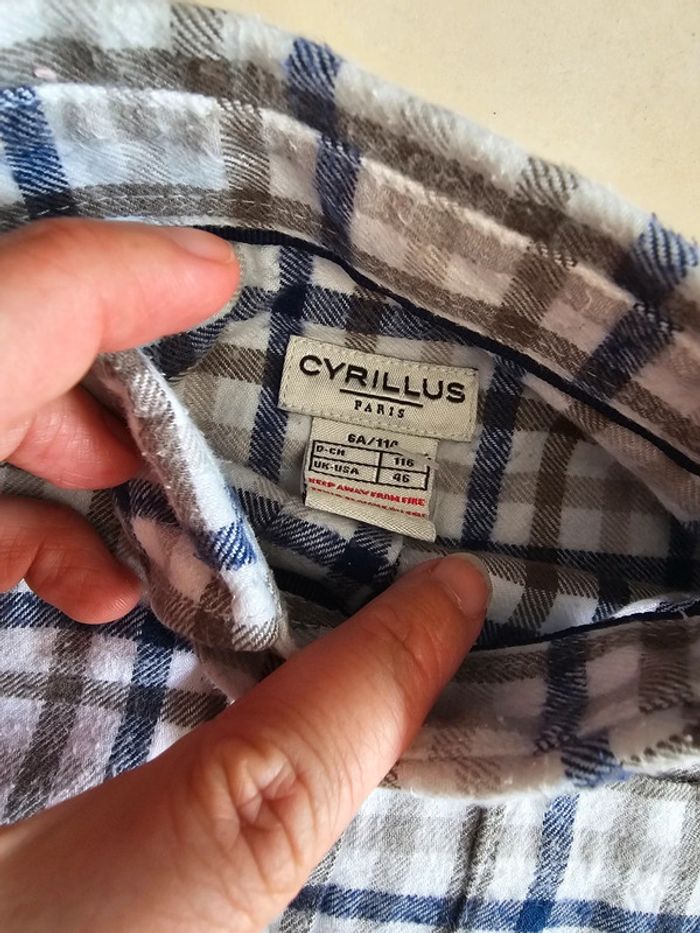 CYRILLUS
PARIS
6A/116
D-CH 116
UK-USA 46
KEEP AWAY FROM FIRE